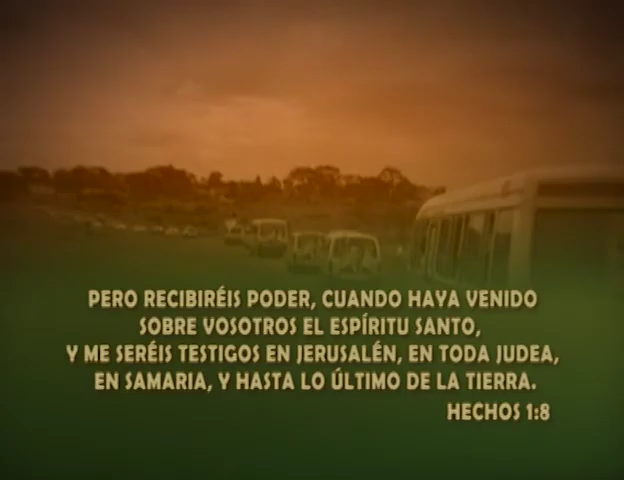 PERO RECIBIRÉIS PODER, CUANDO HAYA VENIDO
SOBRE VOSOTROS EL ESPÍRITU SANTO,
Y ME SERÉIS TESTIGOS EN JERUSALÉN, EN TODA JUDEA,
EN SAMARIA, Y HASTA LO ÚLTIMO DE LA TIERRA.
HECHOS 1:8